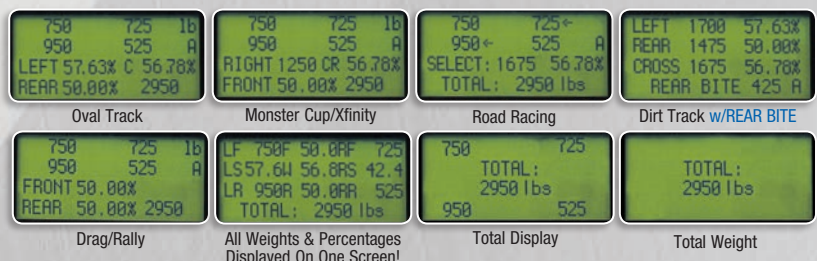 750 725 lb
950 525 A
LEFT 57.63% C 56.78%
REAR 50.00% 2950
Oval Track
750 725 lb
950 525 A
RIGHT 1250 CR 56.78%
FRONT 50.00% 2950
Monster Cup/Xfinity
750 725←
950← 525 A
SELECT: 1675 56.78%
TOTAL: 2950 lbs
Road Racing
LEFT 1700 57.63%
REAR 1475 50.00%
CROSS 1675 56.78%
REAR BITE 425 A
Dirt Track w/REAR BITE
750 725 lb
950 525 A
FRONT 50.00%
REAR 50.00% 2950
Drag/Rally
LF 750F 50.0RF 725
LS57.6W 56.8RS 42.4
LR 950R 50.0RR 525
TOTAL: 2950 lbs
All Weights & Percentages
Displayed On One Screen!
750 725
TOTAL:
2950 lbs
950 525
Total Display
TOTAL:
2950 lbs
Total Weight